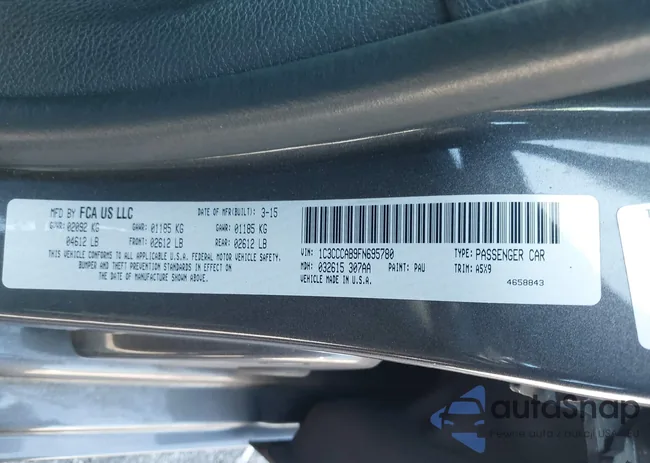 MFD BY FCA US LLC DATE OF MFR(BUILT): 3-15
GVWR: 02092 KG GAWR: 01185 KG GAWR: 01185 KG
04612 LB FRONT: 02612 LB REAR: 02612 LB
THIS VEHICLE CONFORMS TO ALL APPLICABLE U.S.A. FEDERAL MOTOR VEHICLE SAFETY,
BUMPER AND THEFT PREVENTION STANDARDS IN EFFECT ON
THE DATE OF MANUFACTURE SHOWN ABOVE.
VIN: 1C3CCCAB9FN695780 TYPE: PASSENGER CAR
MDH: 032615 307AA PAINT: PAU TRIM: A5X9
VEHICLE MADE IN U.S.A. 4658843
autoSnap